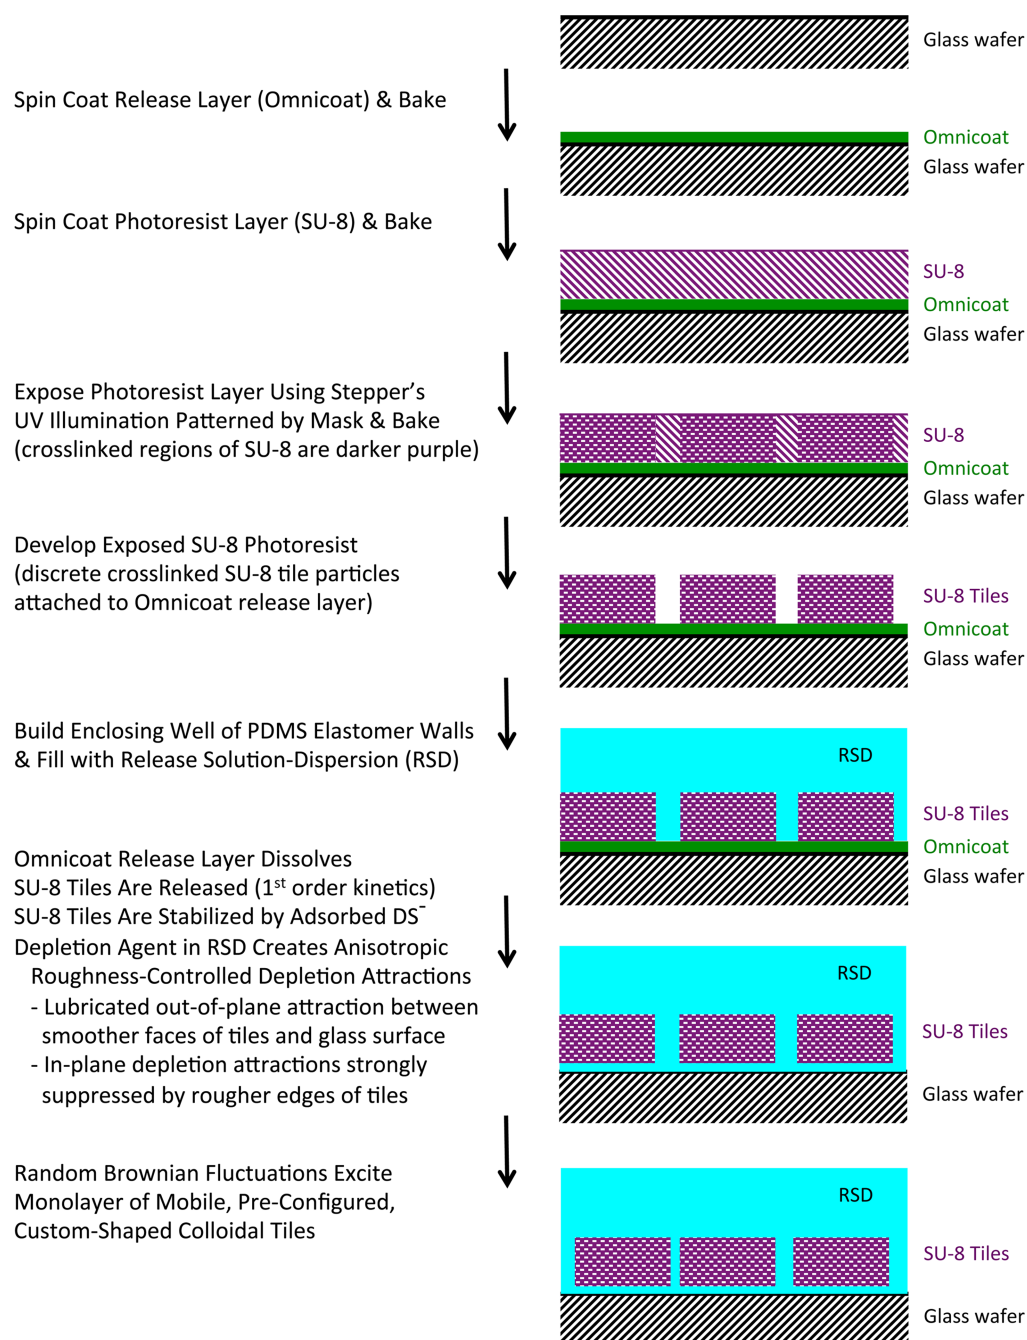 Glass wafer
Spin Coat Release Layer (Omnicoat) & Bake
Omnicoat
Glass wafer
Spin Coat Photoresist Layer (SU-8) & Bake
SU-8
Omnicoat
Glass wafer
Expose Photoresist Layer Using Stepper’s
UV Illumination Patterned by Mask & Bake
(crosslinked regions of SU-8 are darker purple)
SU-8
Omnicoat
Glass wafer
Develop Exposed SU-8 Photoresist
(discrete crosslinked SU-8 tile particles
attached to Omnicoat release layer)
SU-8 Tiles
Omnicoat
Glass wafer
Build Enclosing Well of PDMS Elastomer Walls
& Fill with Release Solution-Dispersion (RSD)
RSD
SU-8 Tiles
Omnicoat
Glass wafer
Omnicoat Release Layer Dissolves
SU-8 Tiles Are Released (1st order kinetics)
SU-8 Tiles Are Stabilized by Adsorbed DS-
Depletion Agent in RSD Creates Anisotropic
Roughness-Controlled Depletion Attractions
- Lubricated out-of-plane attraction between
smoother faces of tiles and glass surface
- In-plane depletion attractions strongly
suppressed by rougher edges of tiles
RSD
SU-8 Tiles
Glass wafer
Random Brownian Fluctuations Excite
Monolayer of Mobile, Pre-Configured,
Custom-Shaped Colloidal Tiles
RSD
SU-8 Tiles
Glass wafer